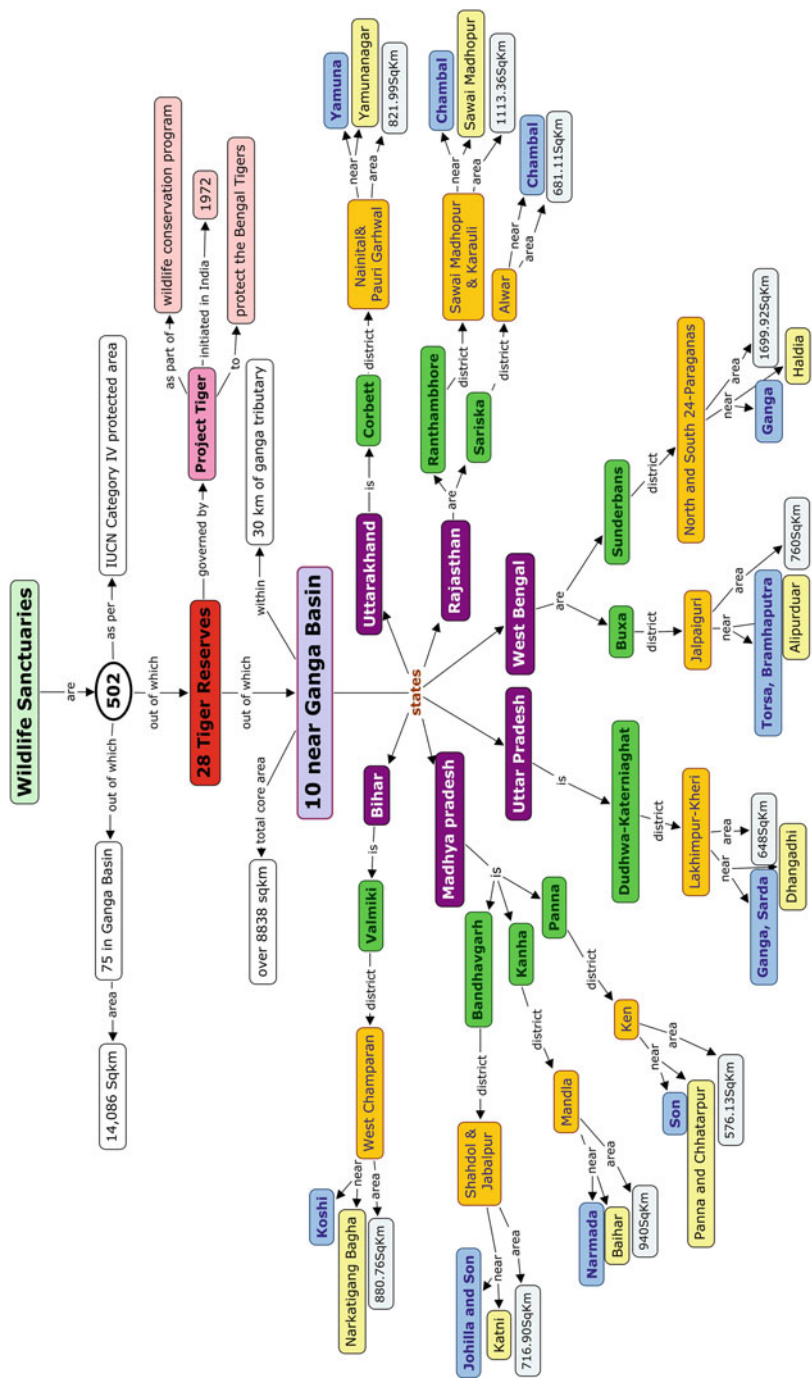 Wildlife Sanctuaries
are
502
as per
IUCN Category IV protected area
out of which
75 in Ganga Basin
area
14,086 Sqkm
out of which
28 Tiger Reserves
governed by
Project Tiger
as part of
wildlife conservation program
initiated in India
1972
to
protect the Bengal Tigers
out of which
10 near Ganga Basin
within
30 km of ganga tributary
total core area
over 8838 sqkm
states
Bihar
is
Valmiki
district
West Champaran
near
Koshi
Narkatigang Bagha
area
880.76SqKm
Madhya pradesh
is
Bandhavgarh
district
Shahdol &
Jabalpur
near
Johilla and Son
Katni
area
716.90SqKm
Kanha
district
Mandla
near
Narmada
Baihar
area
940SqKm
Panna
district
Ken
near
Son
Panna and Chhatarpur
area
576.13SqKm
Uttar Pradesh
is
Dudhwa-Katerniaghat
district
Lakhimpur-Kheri
near
Ganga, Sarda
area
648SqKm
Dhangadhi
West Bengal
are
Buxa
district
Jalpaiguri
near
Torsa, Bramhaputra
Alipurduar
area
760SqKm
Sunderbans
district
North and South 24-Paraganas
near
Ganga
Haldia
area
1699.92SqKm
Rajasthan
are
Ranthambhore
district
Sawai Madhopur
& Karauli
near
Chambal
Sawai Madhopur
area
1113.36SqKm
Sariska
district
Alwar
near
Chambal
area
681.11SqKm
Uttarakhand
is
Corbett
district
Nainital&
Pauri Garhwal
near
Yamuna
Yamunanagar
area
821.99SqKm